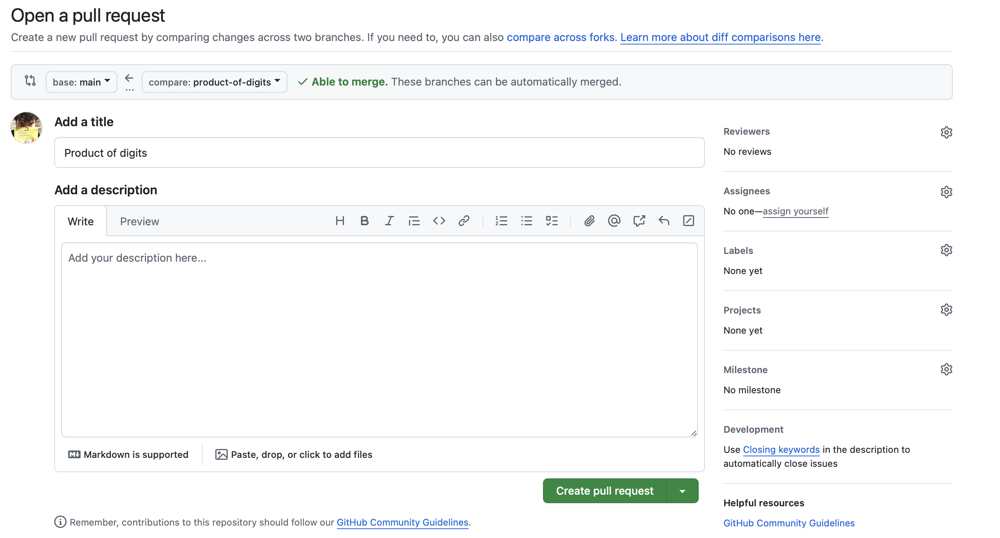 Open a pull request
Create a new pull request by comparing changes across two branches. If you need to, you can also compare across forks. Learn more about diff comparisons here.
base: main
...
compare: product-of-digits
Able to merge. These branches can be automatically merged.
Add a title
Product of digits
Add a description
Write
Preview
Add your description here...
Markdown is supported
Paste, drop, or click to add files
Create pull request
Remember, contributions to this repository should follow our GitHub Community Guidelines.
Reviewers
No reviews
Assignees
No one—assign yourself
Labels
None yet
Projects
None yet
Milestone
No milestone
Development
Use Closing keywords in the description to
automatically close issues
Helpful resources
GitHub Community Guidelines